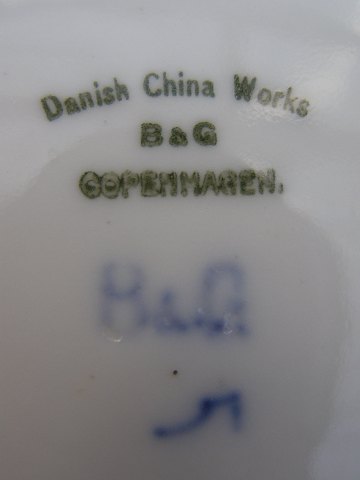 Danish China Works
B&G
COPENHAGEN.
B&G.